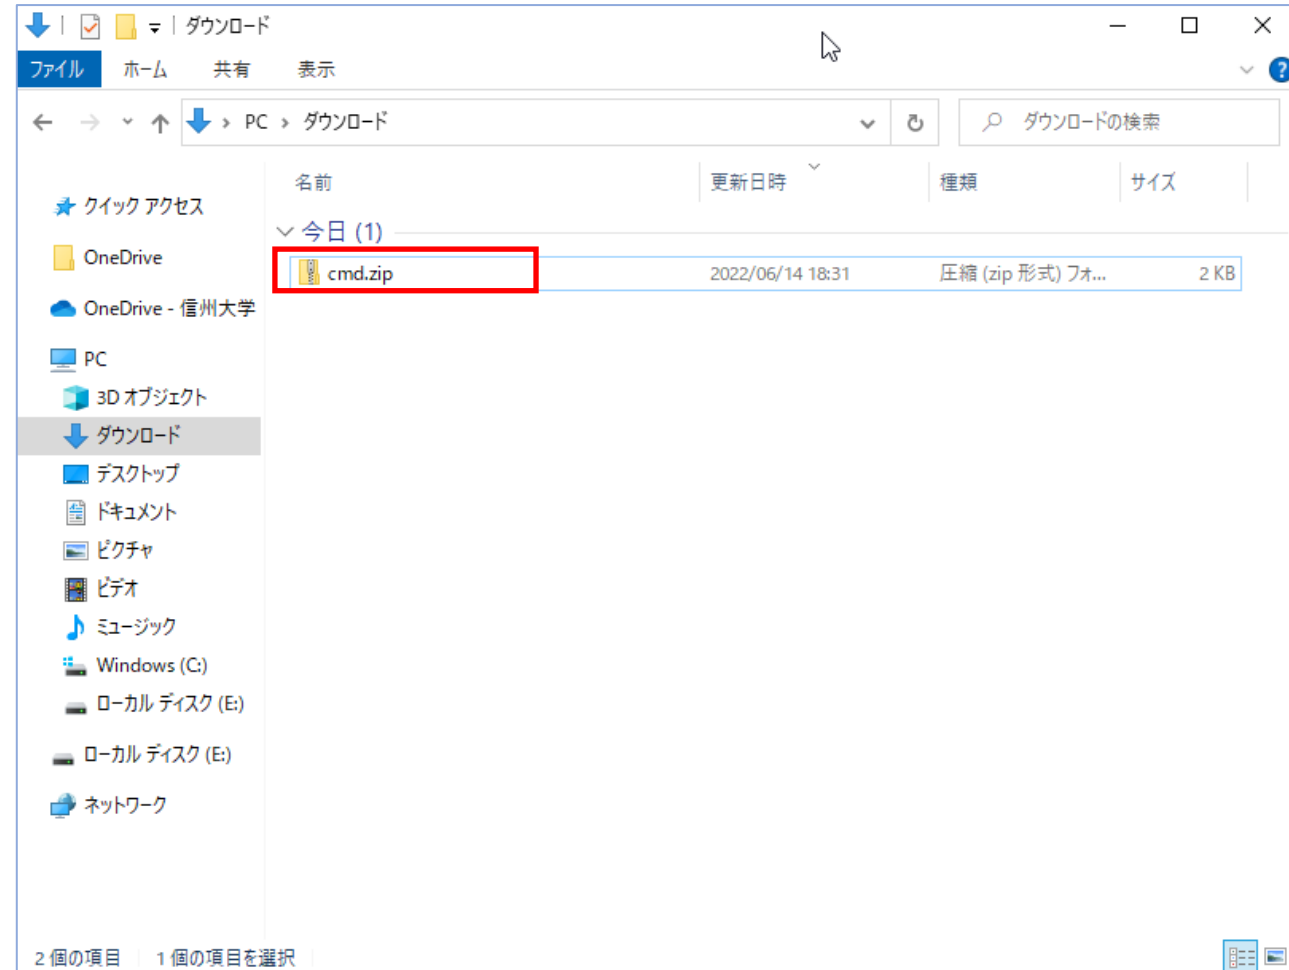 ダウンロード
ファイル ホーム 共有 表示
PC › ダウンロード ダウンロードの検索
名前 更新日時 種類 サイズ
クイック アクセス
今日 (1)
OneDrive
cmd.zip 2022/06/14 18:31 圧縮 (zip 形式) フォ... 2 KB
OneDrive - 信州大学
PC
3D オブジェクト
ダウンロード
デスクトップ
ドキュメント
ピクチャ
ビデオ
ミュージック
Windows (C:)
ローカル ディスク (E:)
ローカル ディスク (E:)
ネットワーク
2 個の項目 1 個の項目を選択